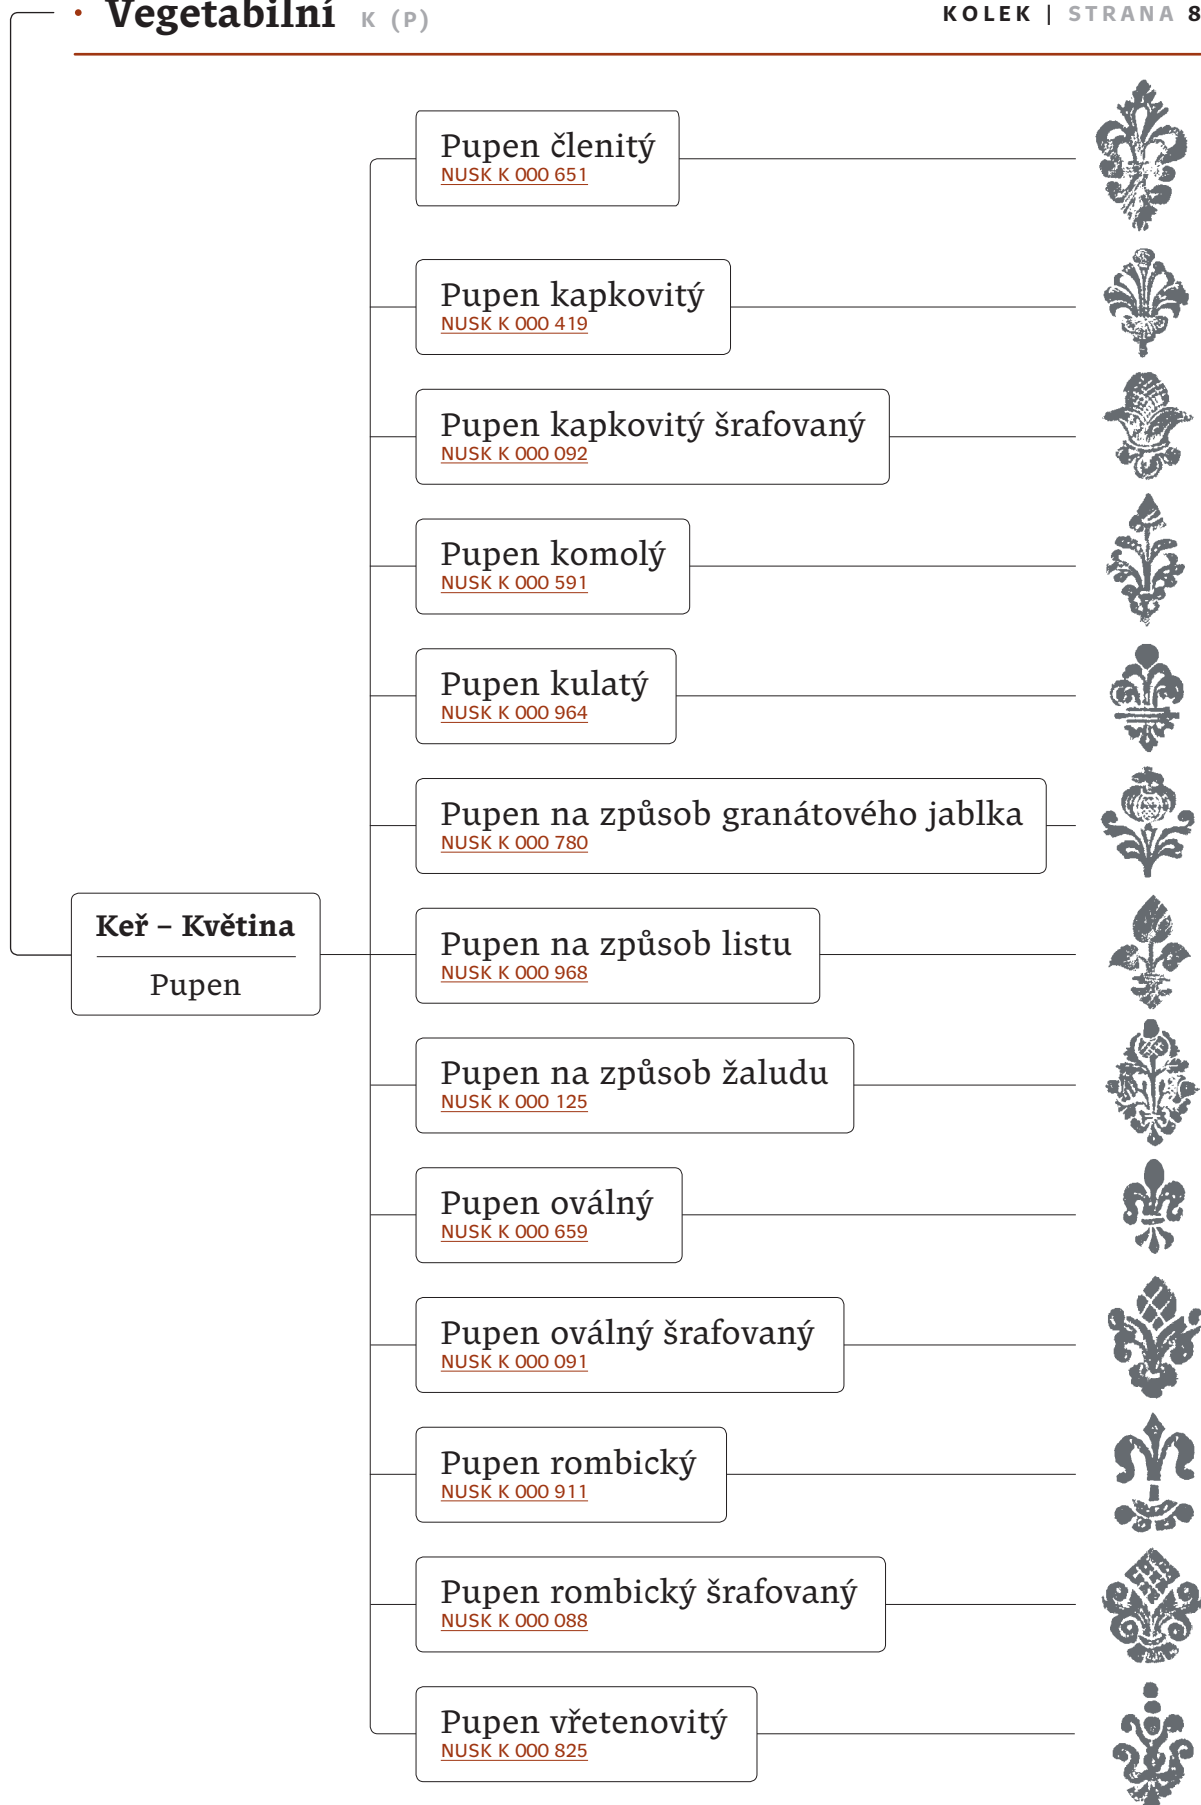 • Vegetabilní K (P)
KOLEK | STRANA 8
Pupen členitý
NUSK K 000 651
Pupen kapkovitý
NUSK K 000 419
Pupen kapkovitý šrafovaný
NUSK K 000 092
Pupen komolý
NUSK K 000 591
Pupen kulatý
NUSK K 000 964
Pupen na způsob granátového jablka
NUSK K 000 780
Keř – Květina
Pupen
Pupen na způsob listu
NUSK K 000 968
Pupen na způsob žaludu
NUSK K 000 125
Pupen oválný
NUSK K 000 659
Pupen oválný šrafovaný
NUSK K 000 091
Pupen rombický
NUSK K 000 911
Pupen rombický šrafovaný
NUSK K 000 088
Pupen vřetenovitý
NUSK K 000 825